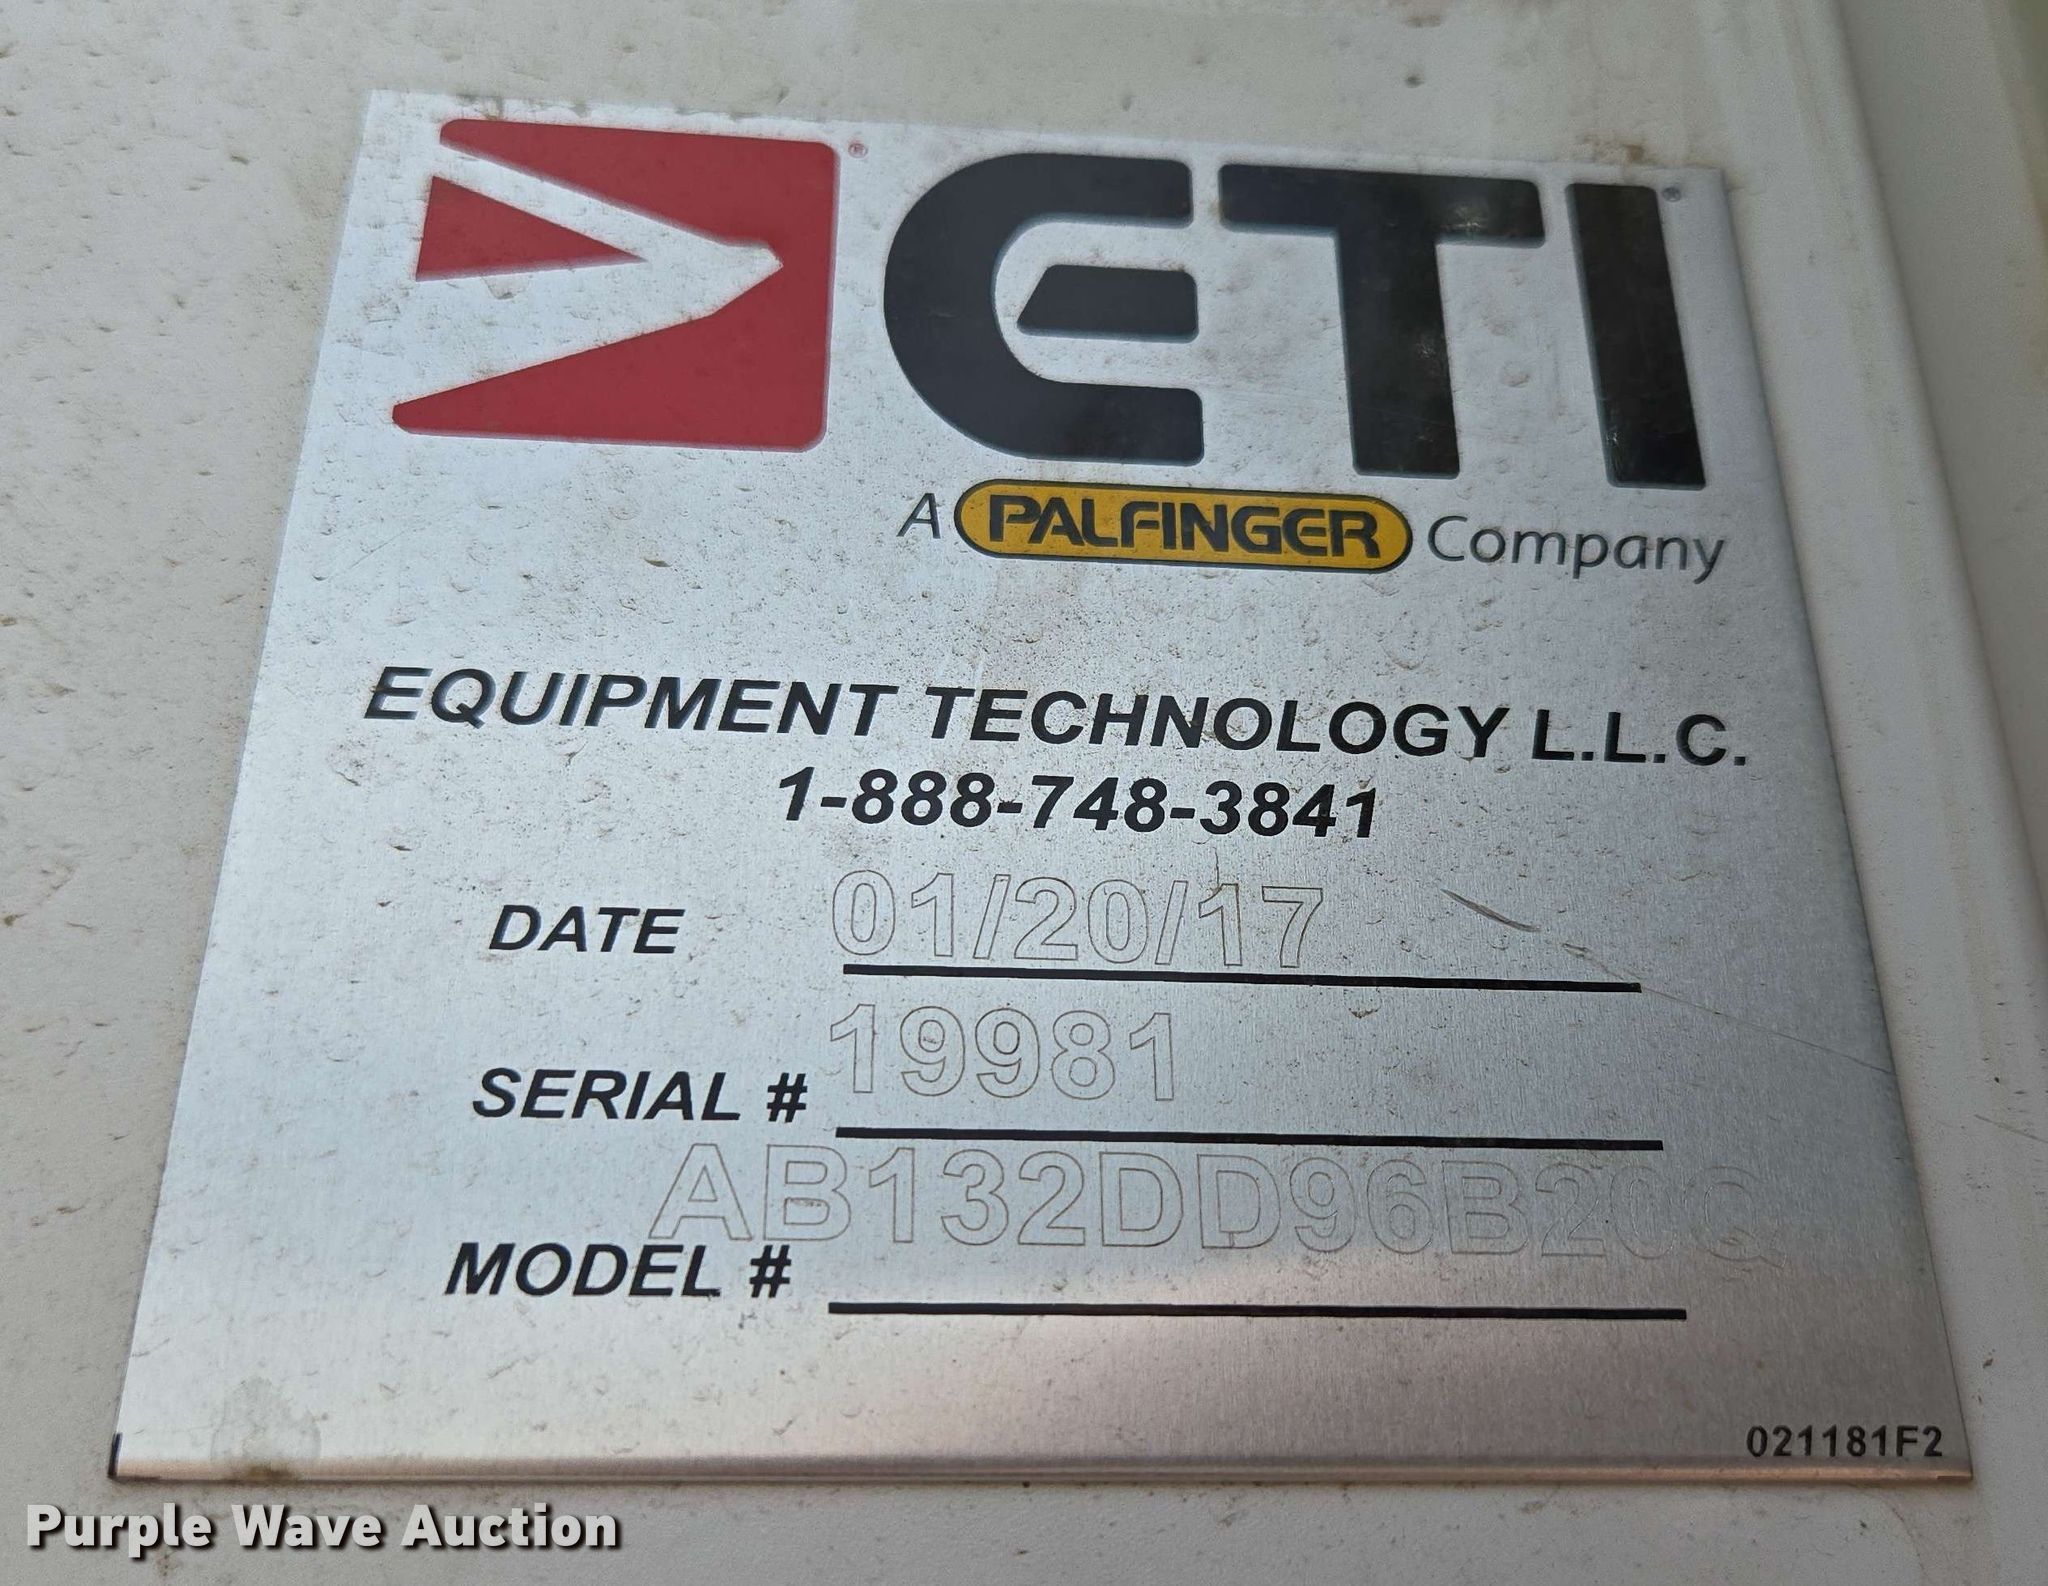 ETI
A PALFINGER Company
EQUIPMENT TECHNOLOGY L.L.C.
1-888-748-3841
DATE 01/20/17
SERIAL # 19981
MODEL # AB132DD96B20Q
021181F2
Purple Wave Auction